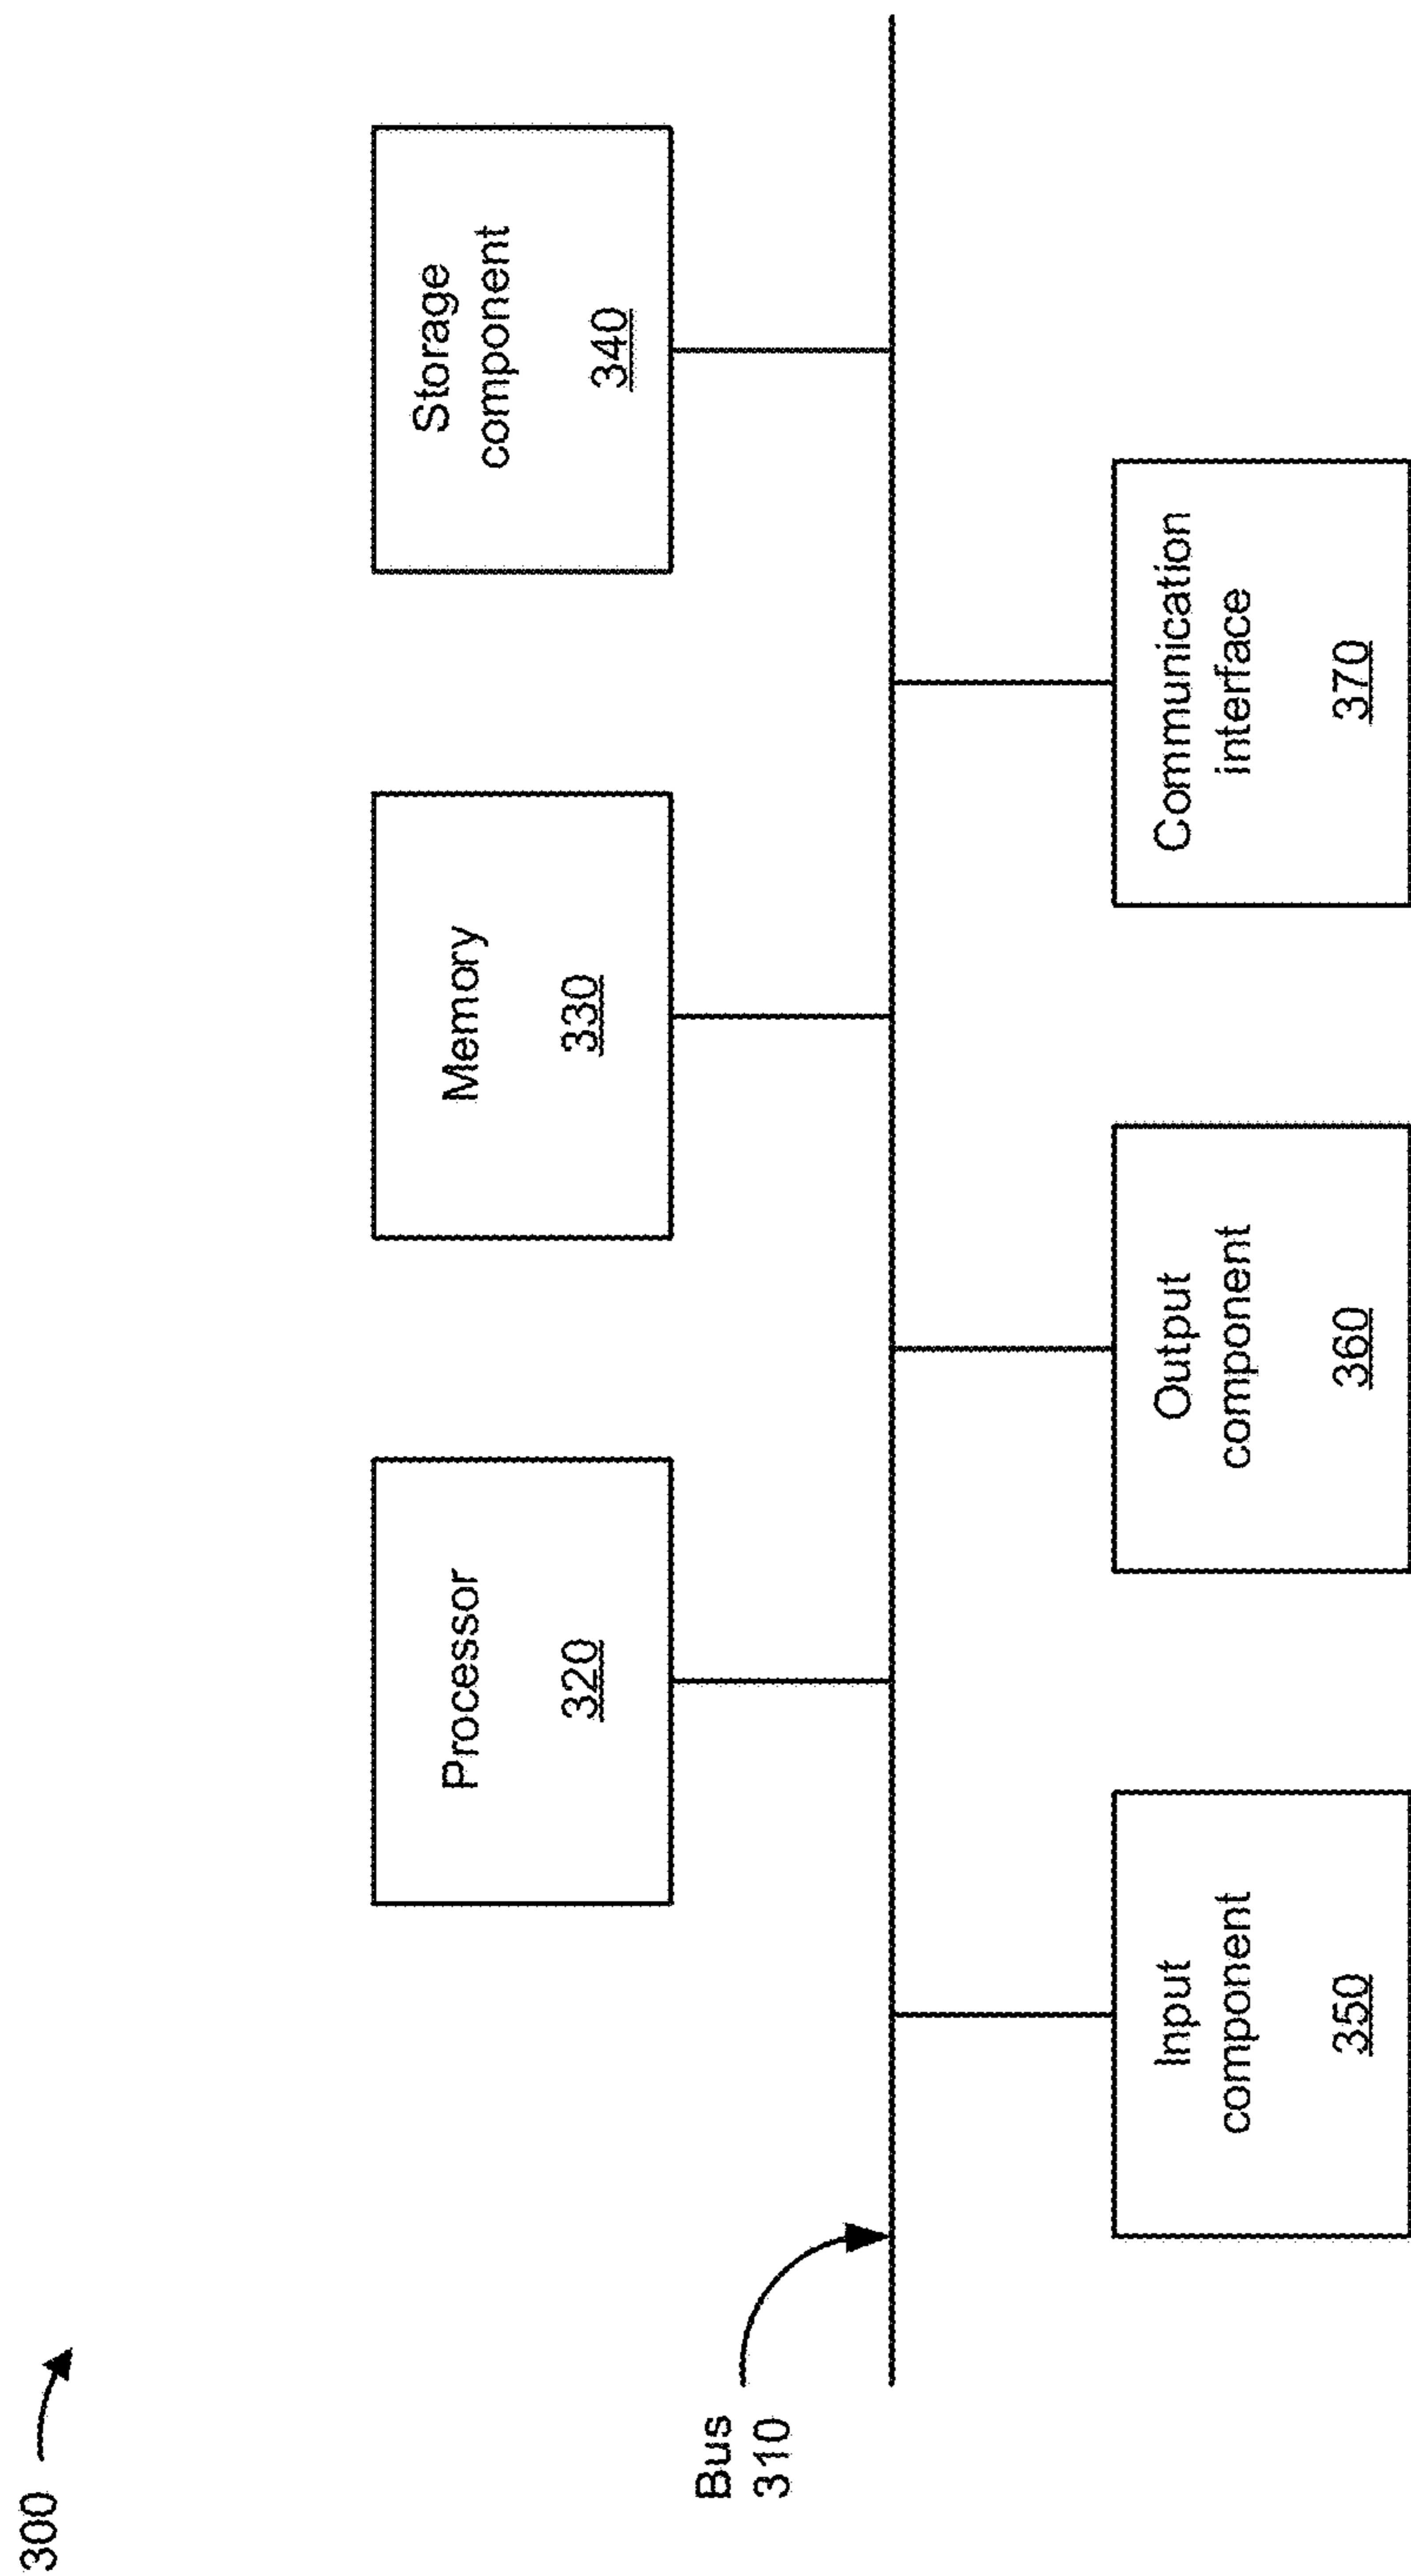 300
Processor
320
Memory
330
Storage
component
340
Bus
310
Input
component
350
Output
component
360
Communication
interface
370